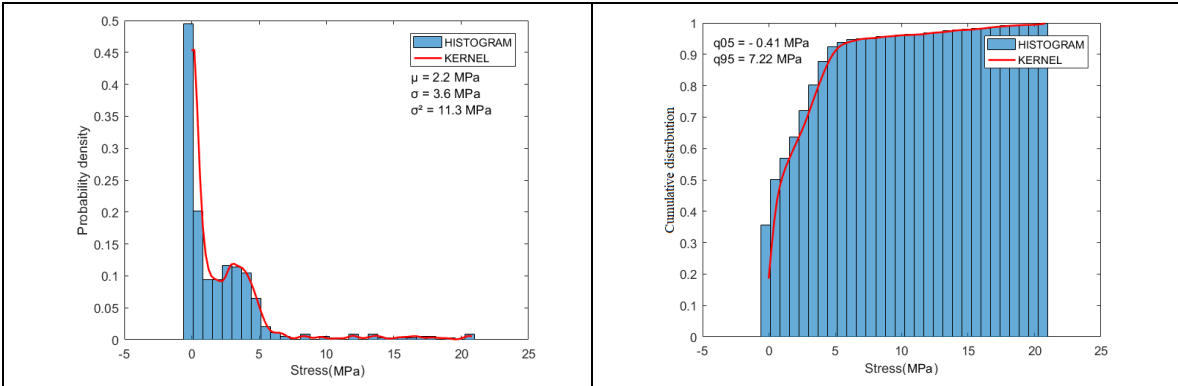 0.5
0.45
0.4
0.35
0.3
0.25
0.2
0.15
0.1
0.05
0
Probability density
HISTOGRAM
KERNEL
μ = 2.2 MPa
σ = 3.6 MPa
σ² = 11.3 MPa
-5 0 5 10 15 20 25
Stress(MPa)
1
0.9
0.8
0.7
0.6
0.5
0.4
0.3
0.2
0.1
0
Cumulative distribution
q05 = - 0.41 MPa
q95 = 7.22 MPa
HISTOGRAM
KERNEL
-5 0 5 10 15 20 25
Stress(MPa)